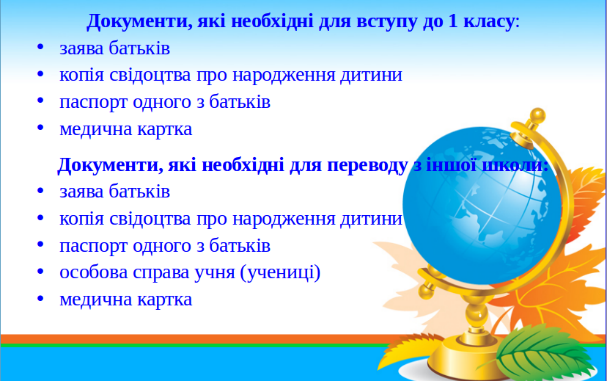 Документи, які необхідні для вступу до 1 класу:
• заява батьків
• копія свідоцтва про народження дитини
• паспорт одного з батьків
• медична картка
Документи, які необхідні для переводу з іншої школи:
• заява батьків
• копія свідоцтва про народження дитини
• паспорт одного з батьків
• особова справа учня (учениці)
• медична картка